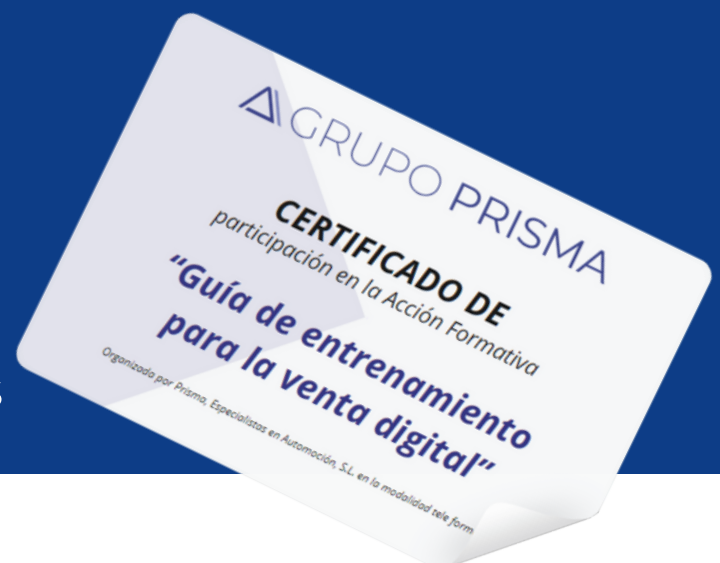 GRUPO PRISMA
CERTIFICADO DE
participación en la Acción Formativa
“Guía de entrenamiento
para la venta digital”
Organizada por Prisma, Especialistas en Automoción, S.L. en la modalidad tele form